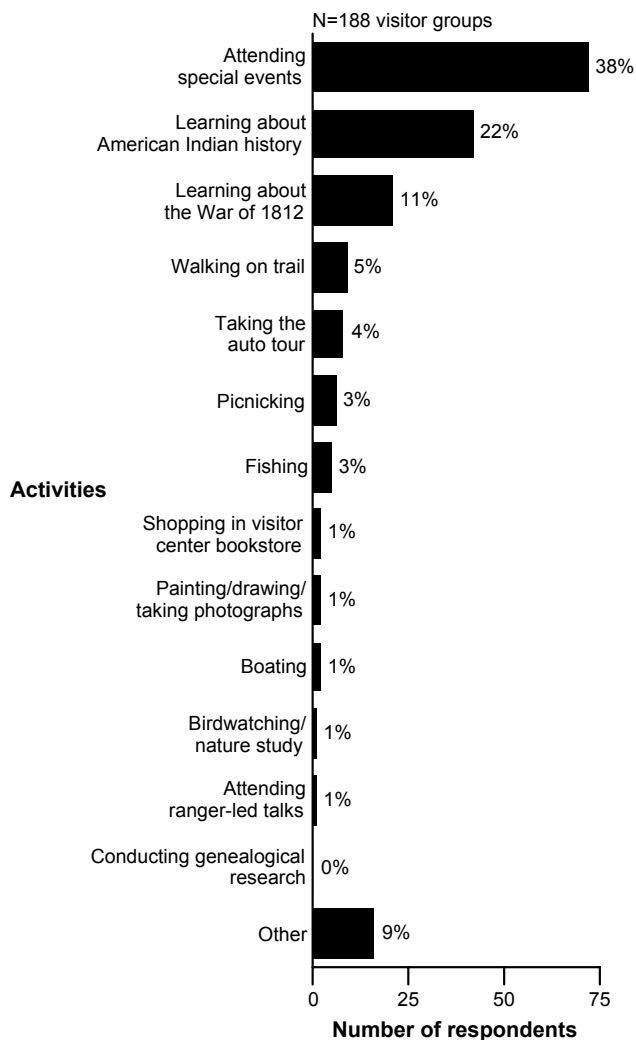 N=188 visitor groups
Attending
special events
38%
Learning about
American Indian history
22%
Learning about
the War of 1812
11%
Walking on trail
5%
Taking the
auto tour
4%
Picnicking
3%
Fishing
3%
Activities
Shopping in visitor
center bookstore
1%
Painting/drawing/
taking photographs
1%
Boating
1%
Birdwatching/
nature study
1%
Attending
ranger-led talks
1%
Conducting genealogical
research
0%
Other
9%
0 25 50 75
Number of respondents